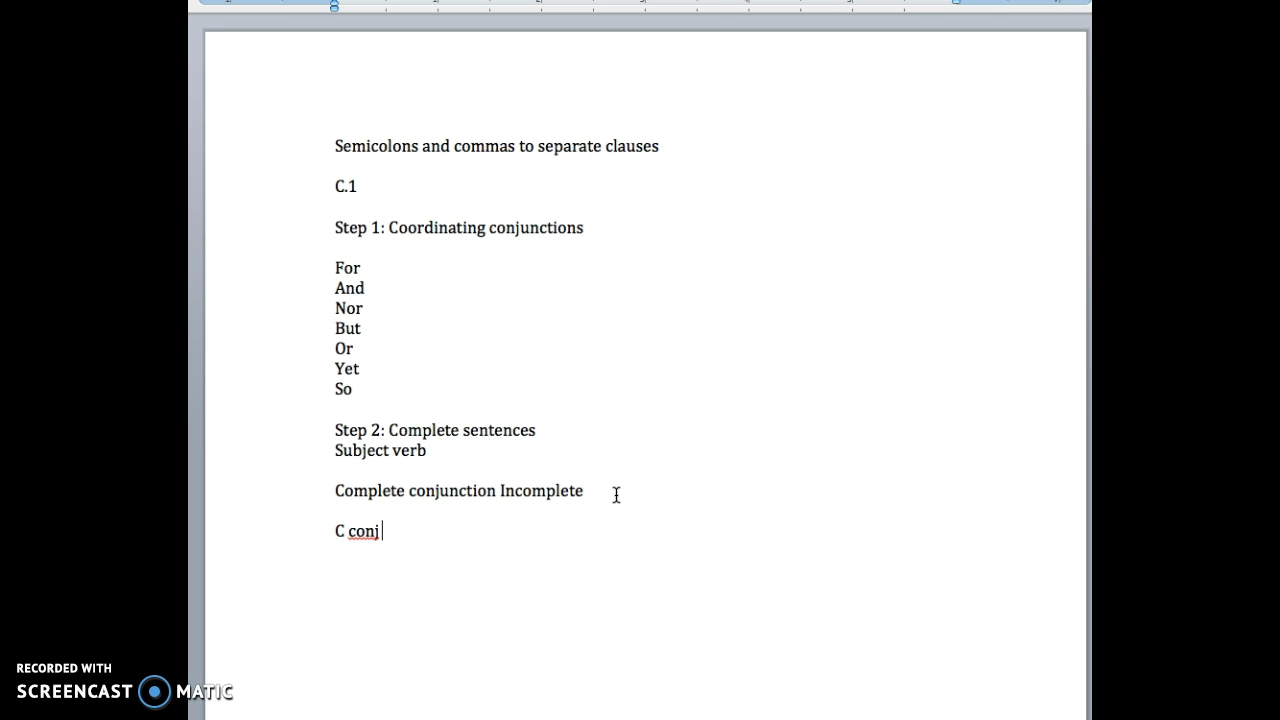 Semicolons and commas to separate clauses
C.1
Step 1: Coordinating conjunctions
For
And
Nor
But
Or
Yet
So
Step 2: Complete sentences
Subject verb
Complete conjunction Incomplete
C conj
RECORDED WITH
SCREENCAST MATIC